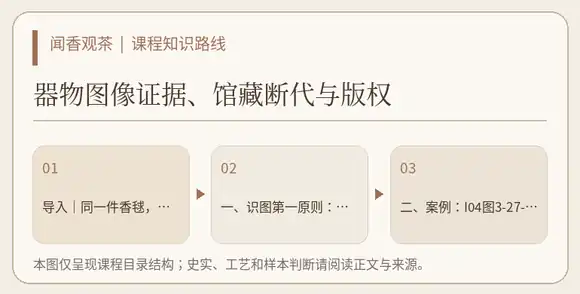 闻香观茶｜课程知识路线
器物图像证据、馆藏断代与版权
01
导入｜同一件香毬，…
02
一、识图第一原则：…
03
二、案例：I04图3-27-…
本图仅呈现课程目录结构；史实、工艺和样本判断请阅读正文与来源。